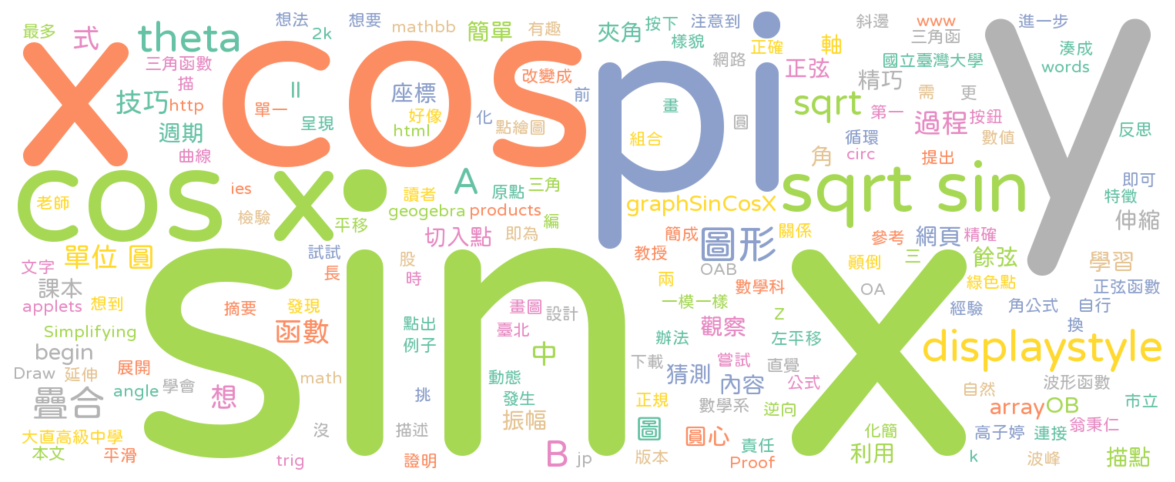 最多
式
theta
想法
想要
mathbb
2k
簡單
有趣
夾角
按下
注意到
樣貌
正確
軸
斜邊
www
三角函
進一步
湊成
words
x cos
pi
y
三角函數
描
技巧
http
週期
曲線
單一
II
呈現
座標
好像
html
改變成
前
化
點繪圖
網路
畫
圓
組合
正弦
國立臺灣大學
精巧
需
更
sqrt
第一
按鈕
過程
數值
循環
角
circ
提出
反思
cos x
老師
ies
檢驗
平移
讀者
A
原點
三角
geogebra
products
編
切入點
即為
graphSinCosX
sqrt sin
即可
特徵
伸縮
單位 圓
文字
課本
applets
想到
試試
長
股
時
簡成
教授
圖形
關係
OAB
兩
數學科
參考
網頁
精確
顛倒
三
餘弦
綠色點
學習
正弦函數
OA
sin x
摘要
發現
函數
Simplifying
begin
Draw
延伸
展開
angle
學會
math
疊合
想
大直高級中學
本文
平滑
trig
沒
點出
例子
畫圖
設計
臺北
中
動態
發生
挑
振幅
描述
證明
B
jp
一模一樣
Z
辦法
觀察
左平移
下載
嘗試
直覺
猜測
內容
公式
正規
數學系
逆向
圖
圓心
責任
版本
Proof
經驗
角公式
自行
換
displaystyle
自然
波形函數
array
OB
市立
化簡
高子婷
連接
翁秉仁
利用
k
波峰
描點